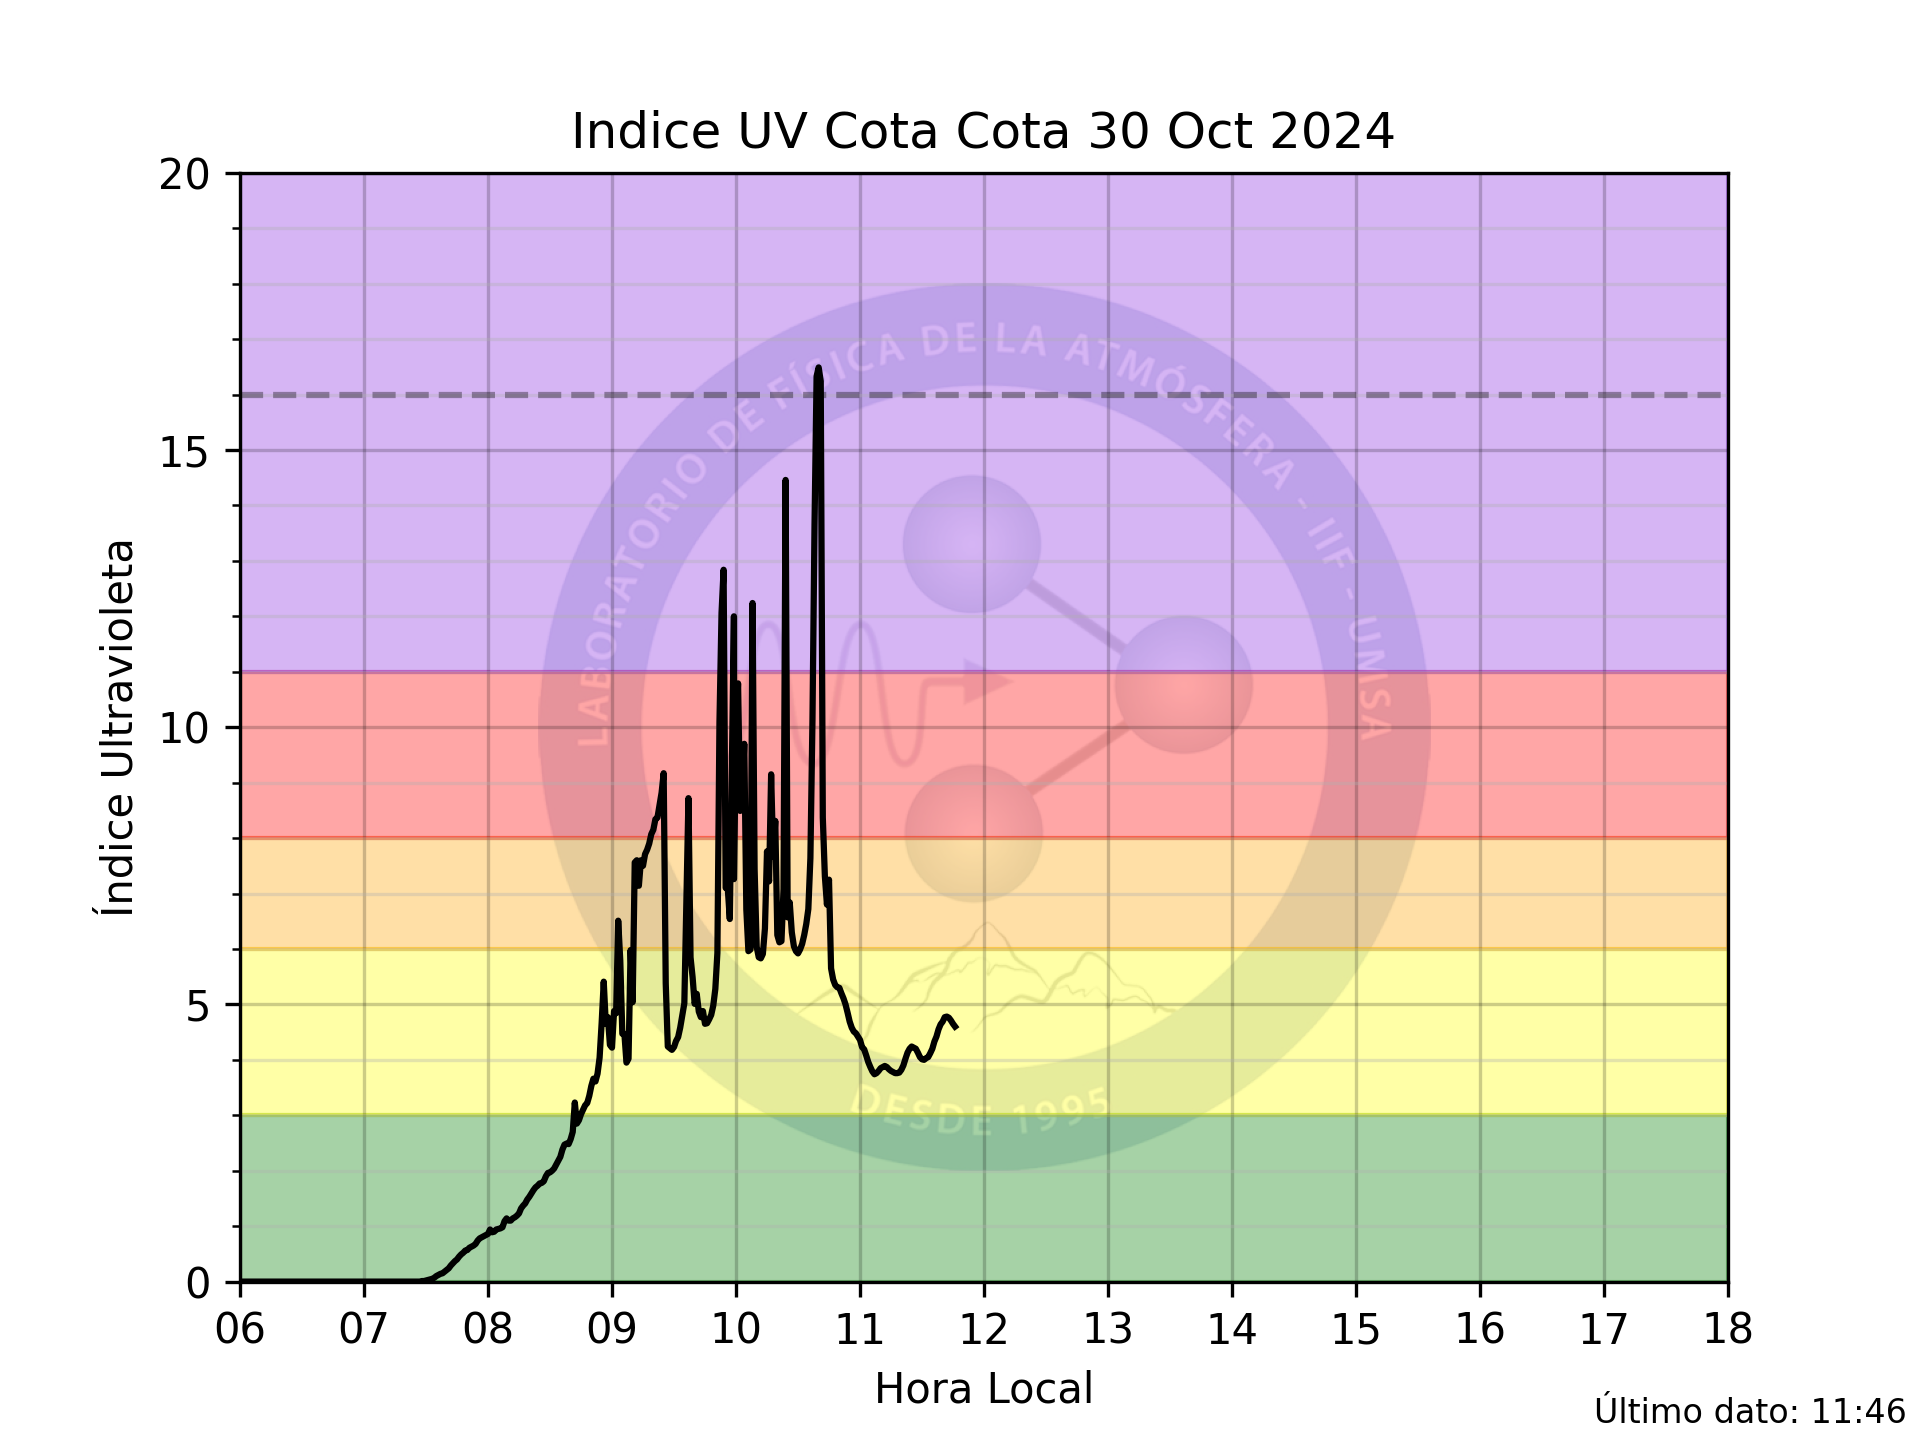 Indice UV Cota Cota 30 Oct 2024
20
15
10
5
0
Índice Ultravioleta
LABORATORIO DE FÍSICA DE LA ATMÓSFERA - IIF - UMSA
DESDE 1995
06 07 08 09 10 11 12 13 14 15 16 17 18
Hora Local
Último dato: 11:46